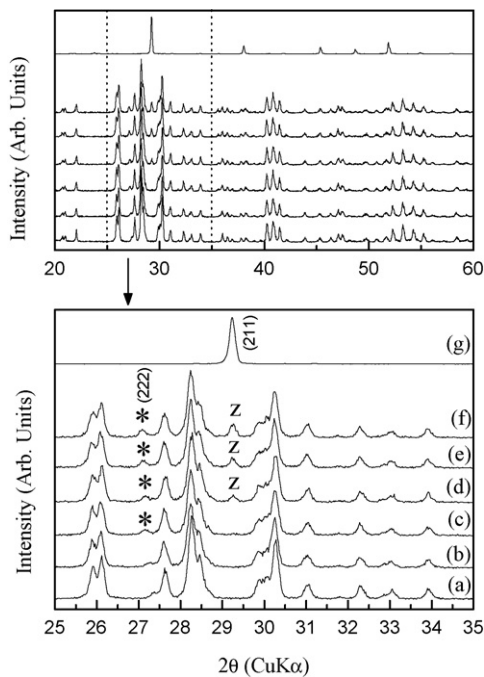 Intensity (Arb. Units)
20 30 40 50 60
Intensity (Arb. Units)
(211)
(g)
(222)
* z (f)
* z (e)
* z (d)
* (c)
(b)
(a)
25 26 27 28 29 30 31 32 33 34 35
2θ (CuKα)